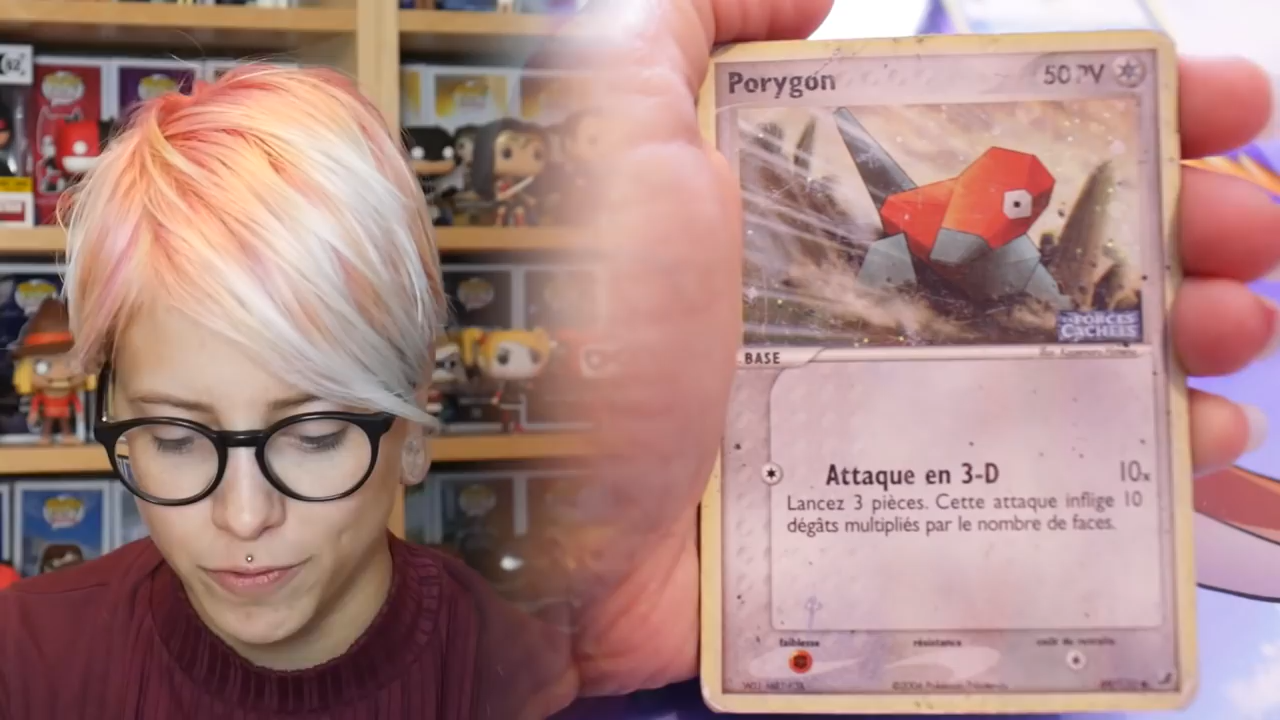 Porygon
50 PV
FORCES
CACHÉES
BASE
Attaque en 3-D
10x
Lancez 3 pièces. Cette attaque inflige 10
dégâts multipliés par le nombre de faces.
faiblesse
résistance
coût de retraite